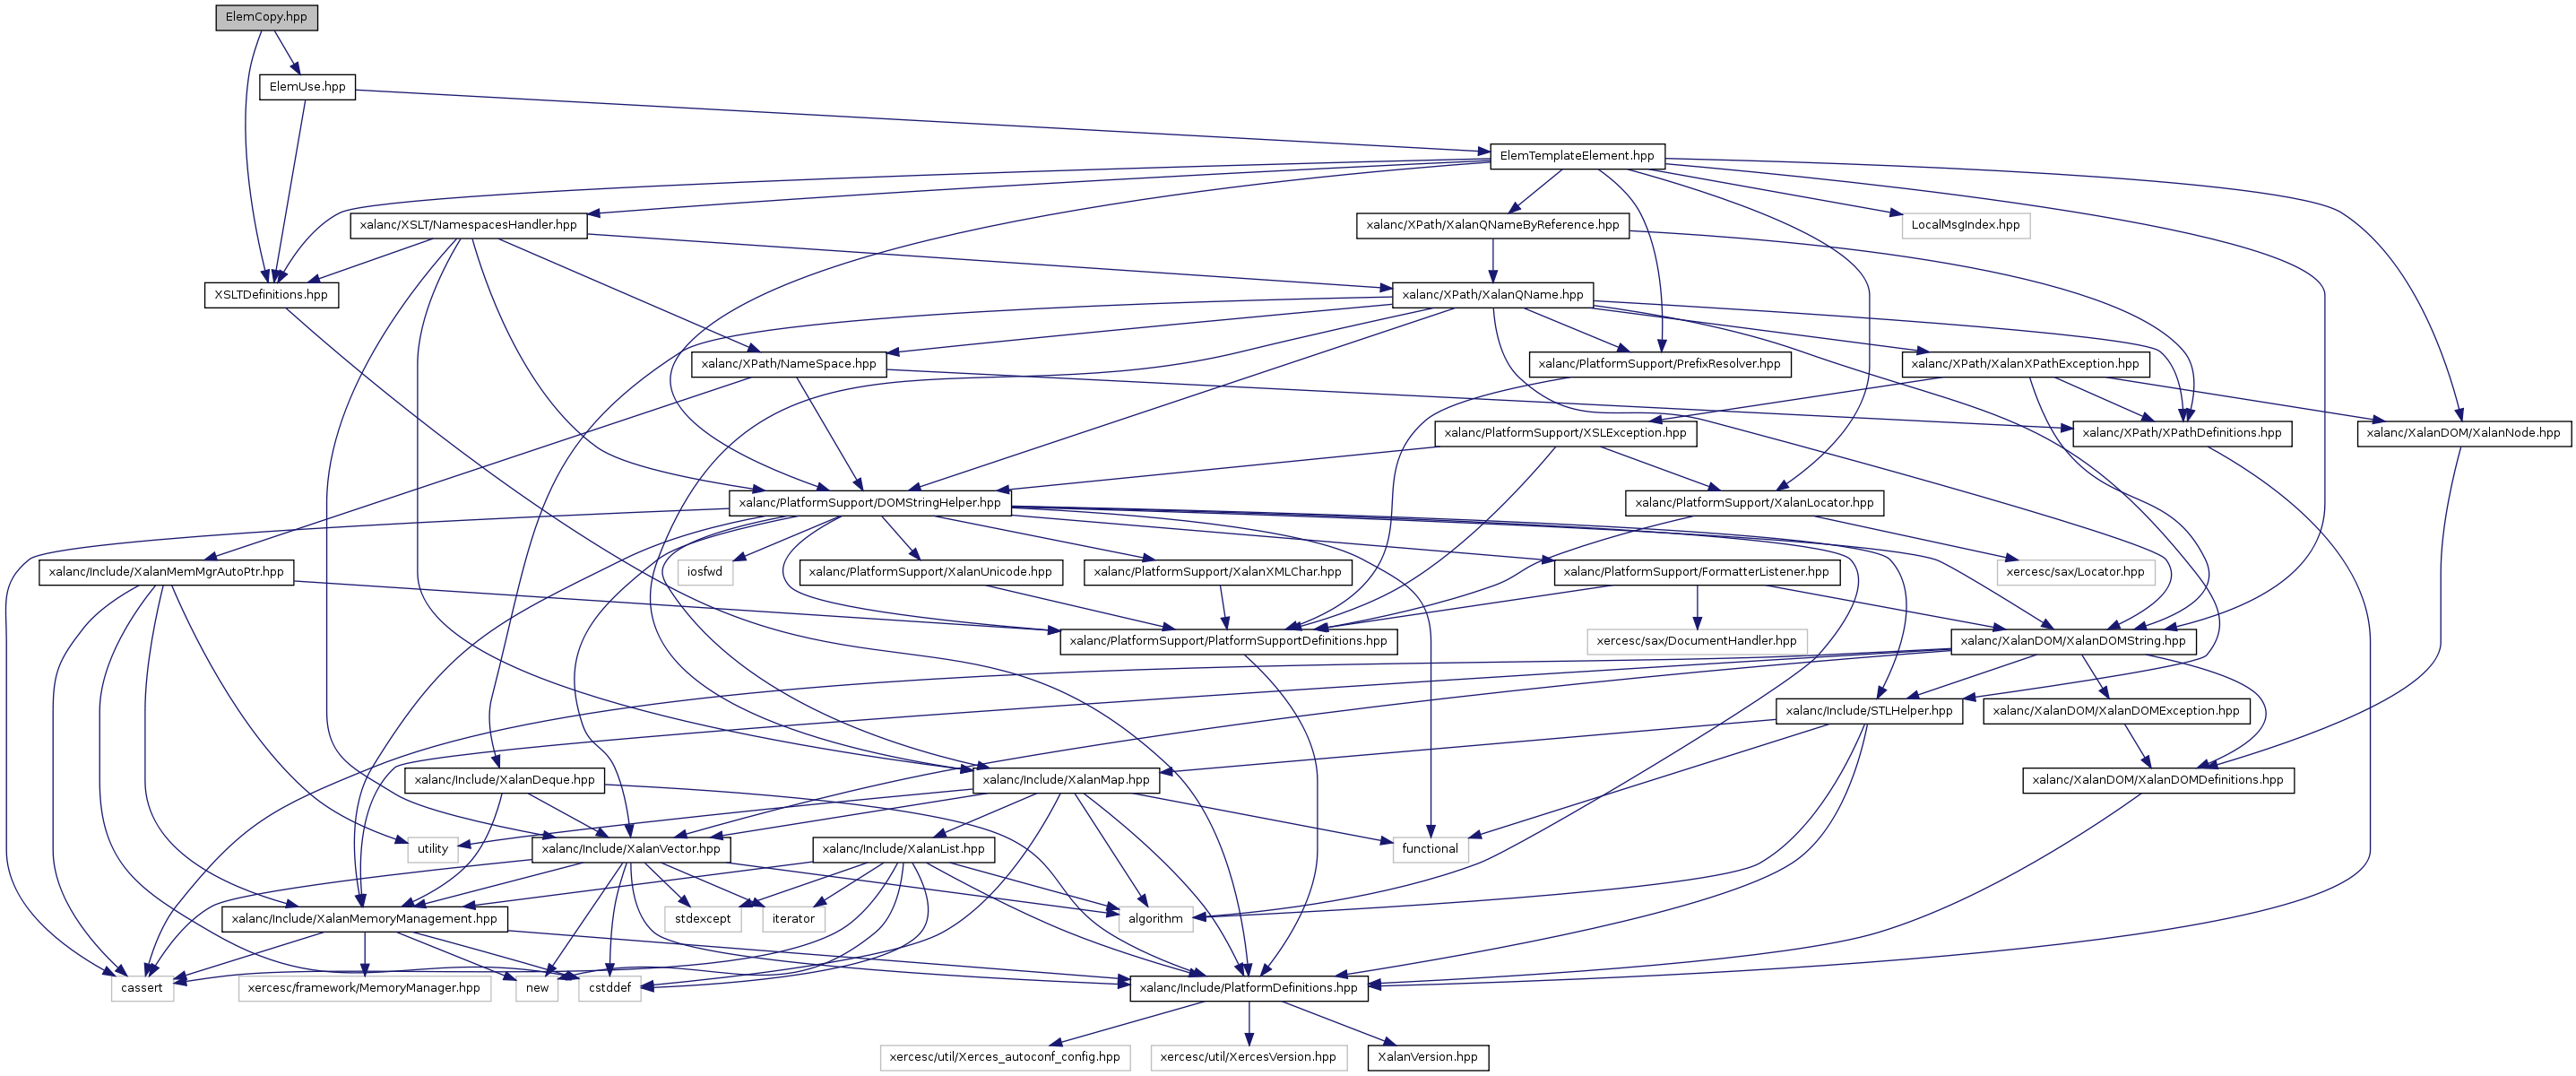 ElemCopy.hpp
ElemUse.hpp
ElemTemplateElement.hpp
xalanc/XSLT/NamespacesHandler.hpp
xalanc/XPath/XalanQNameByReference.hpp
LocalMsgIndex.hpp
XSLTDefinitions.hpp
xalanc/XPath/XalanQName.hpp
xalanc/XPath/NameSpace.hpp
xalanc/PlatformSupport/PrefixResolver.hpp
xalanc/XPath/XalanXPathException.hpp
xalanc/PlatformSupport/XSLException.hpp
xalanc/XPath/XPathDefinitions.hpp
xalanc/XalanDOM/XalanNode.hpp
xalanc/PlatformSupport/DOMStringHelper.hpp
xalanc/PlatformSupport/XalanLocator.hpp
xalanc/Include/XalanMemMgrAutoPtr.hpp
iosfwd
xalanc/PlatformSupport/XalanUnicode.hpp
xalanc/PlatformSupport/XalanXMLChar.hpp
xalanc/PlatformSupport/FormatterListener.hpp
xercesc/sax/Locator.hpp
xalanc/PlatformSupport/PlatformSupportDefinitions.hpp
xercesc/sax/DocumentHandler.hpp
xalanc/XalanDOM/XalanDOMString.hpp
xalanc/Include/STLHelper.hpp
xalanc/XalanDOM/XalanDOMException.hpp
xalanc/Include/XalanDeque.hpp
xalanc/Include/XalanMap.hpp
xalanc/XalanDOM/XalanDOMDefinitions.hpp
utility
xalanc/Include/XalanVector.hpp
xalanc/Include/XalanList.hpp
functional
xalanc/Include/XalanMemoryManagement.hpp
stdexcept
iterator
algorithm
cassert
xercesc/framework/MemoryManager.hpp
new
cstddef
xalanc/Include/PlatformDefinitions.hpp
xercesc/util/Xerces_autoconf_config.hpp
xercesc/util/XercesVersion.hpp
XalanVersion.hpp